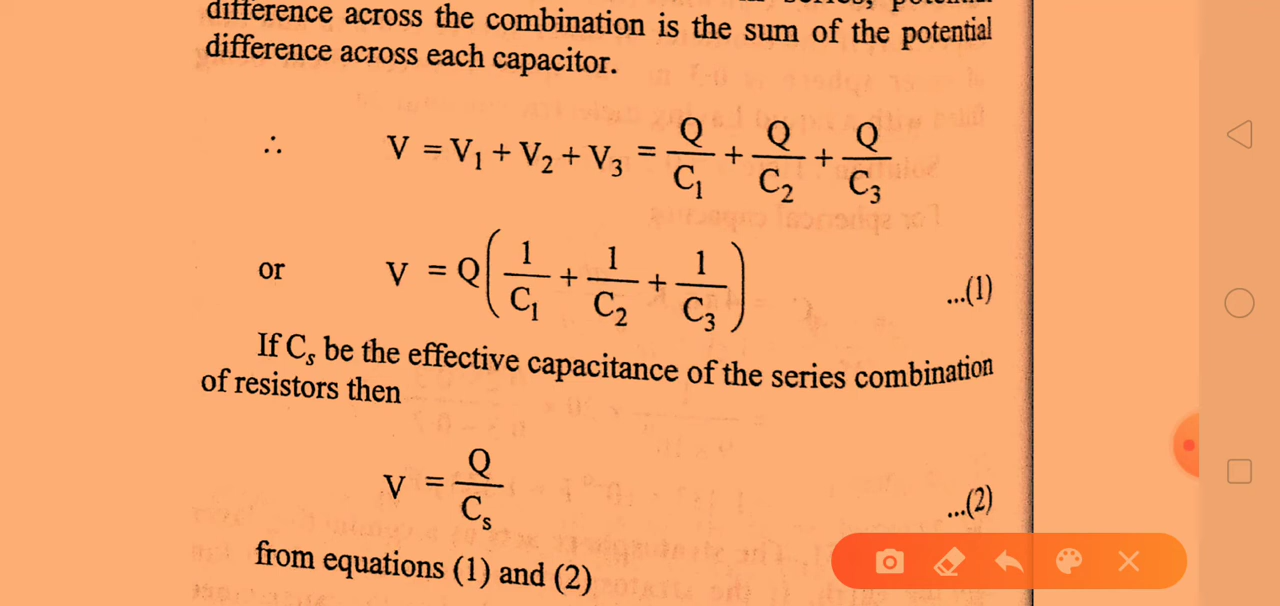 difference across the combination is the sum of the potential
difference across each capacitor.
∴ V = V₁ + V₂ + V₃ = Q/C₁ + Q/C₂ + Q/C₃
or V = Q(1/C₁ + 1/C₂ + 1/C₃) ...(1)
If Cₛ be the effective capacitance of the series combination
of resistors then
V = Q/Cₛ ...(2)
from equations (1) and (2)